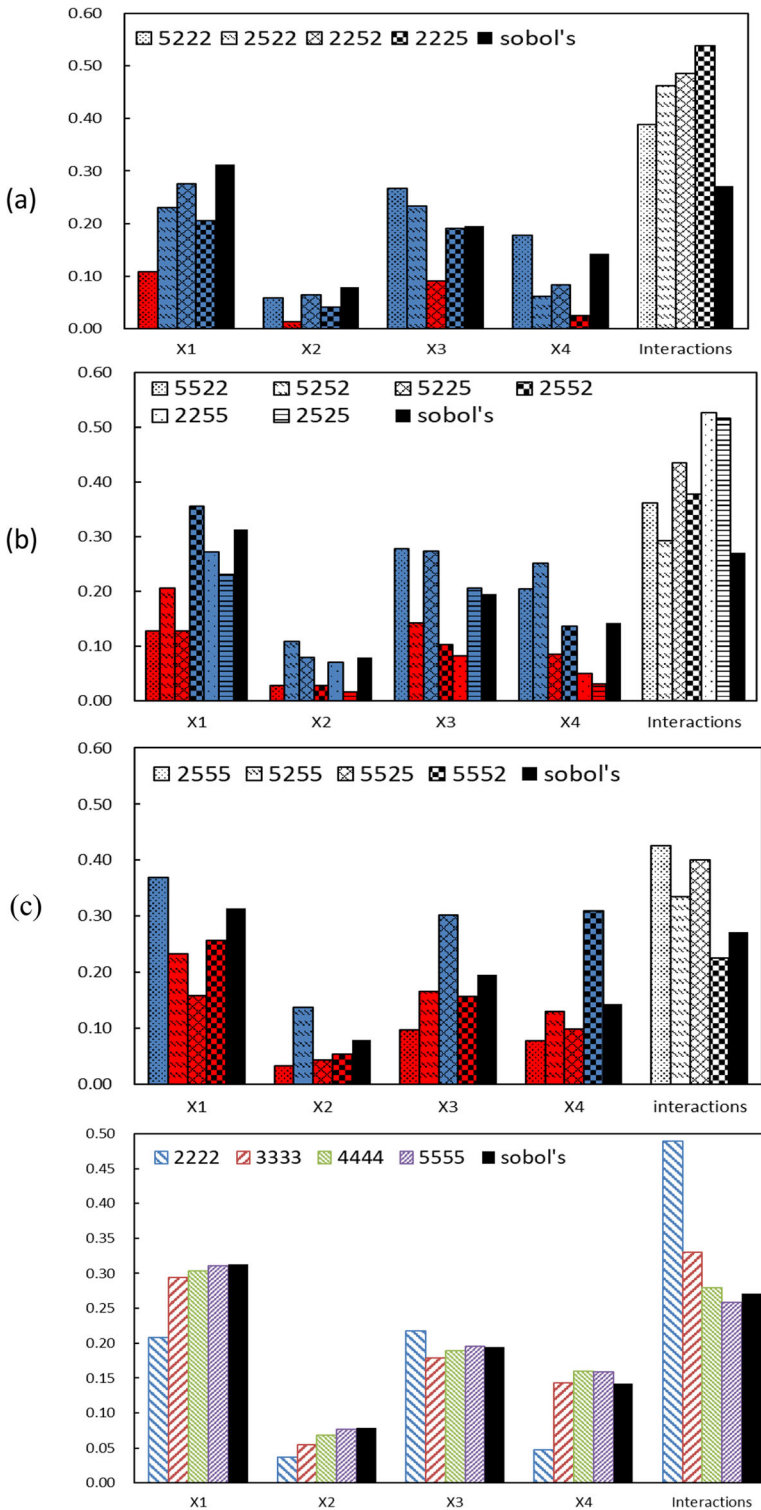 0.60
5222 2522 2252 2225 sobol's
0.50
0.40
0.30
(a)
0.20
0.10
0.00
X1 X2 X3 X4 Interactions
0.60
5522 5252 5225 2552
2255 2525 sobol's
0.50
0.40
(b)
0.30
0.20
0.10
0.00
X1 X2 X3 X4 Interactions
0.60
2555 5255 5525 5552 sobol's
0.50
0.40
(c)
0.30
0.20
0.10
0.00
X1 X2 X3 X4 interactions
0.50
2222 3333 4444 5555 sobol's
0.45
0.40
0.35
0.30
0.25
0.20
0.15
0.10
0.05
0.00
X1 X2 X3 X4 Interactions